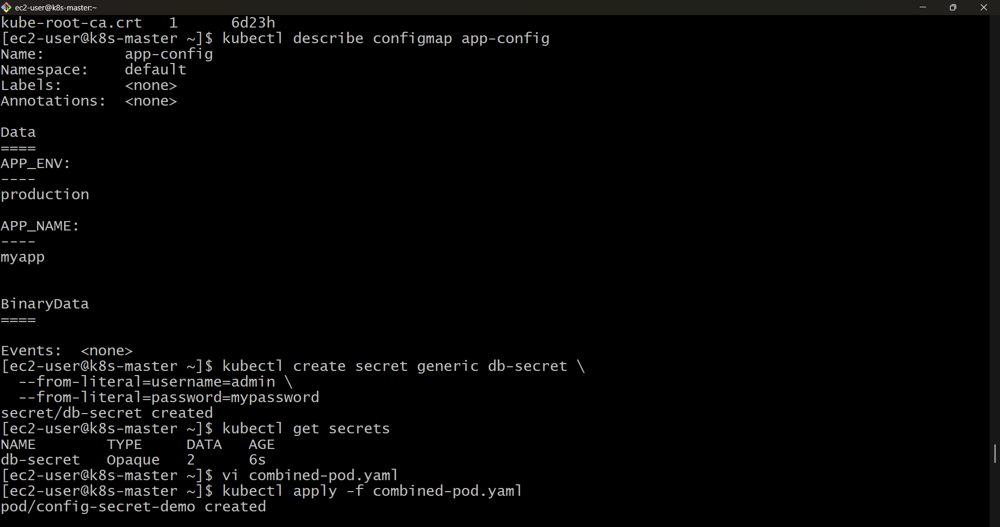 ec2-user@k8s-master:~
kube-root-ca.crt   1      6d23h
[ec2-user@k8s-master ~]$ kubectl describe configmap app-config
Name:         app-config
Namespace:    default
Labels:       <none>
Annotations:  <none>

Data
====
APP_ENV:
----
production

APP_NAME:
----
myapp


BinaryData
====

Events:  <none>
[ec2-user@k8s-master ~]$ kubectl create secret generic db-secret \
  --from-literal=username=admin \
  --from-literal=password=mypassword
secret/db-secret created
[ec2-user@k8s-master ~]$ kubectl get secrets
NAME        TYPE     DATA   AGE
db-secret   Opaque   2      6s
[ec2-user@k8s-master ~]$ vi combined-pod.yaml
[ec2-user@k8s-master ~]$ kubectl apply -f combined-pod.yaml
pod/config-secret-demo created